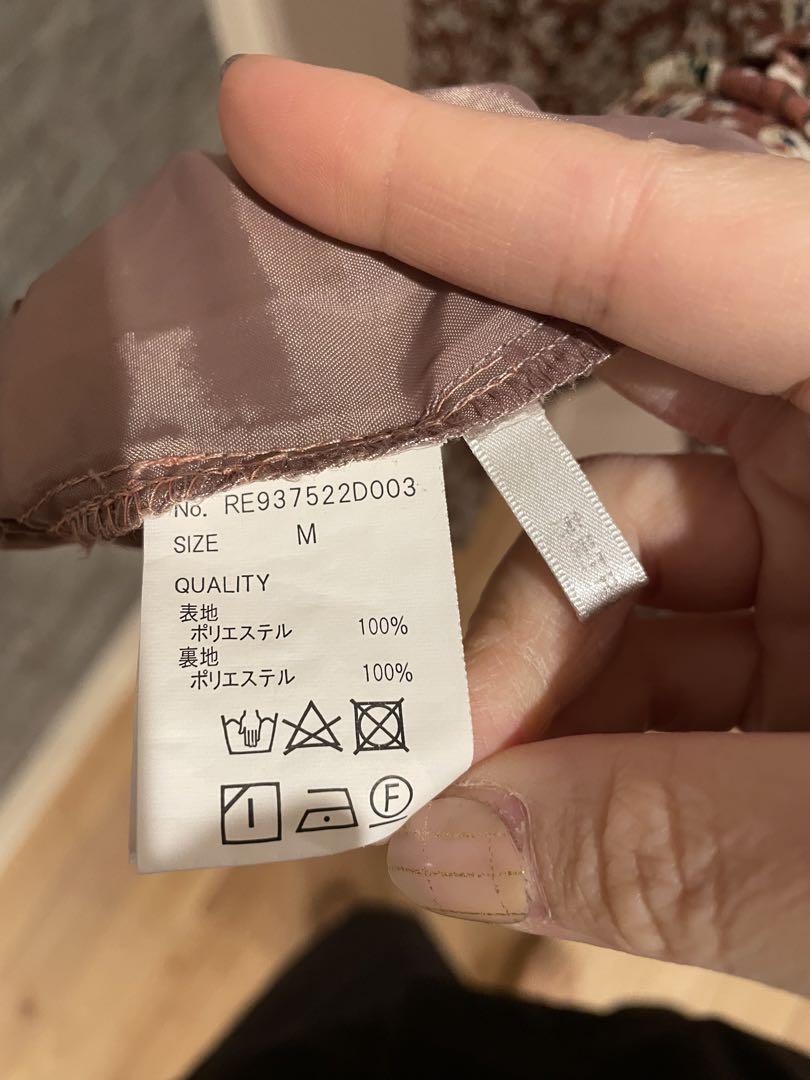 No. RE937522D003
SIZE M
QUALITY
表地
ポリエステル 100%
裏地
ポリエステル 100%
F